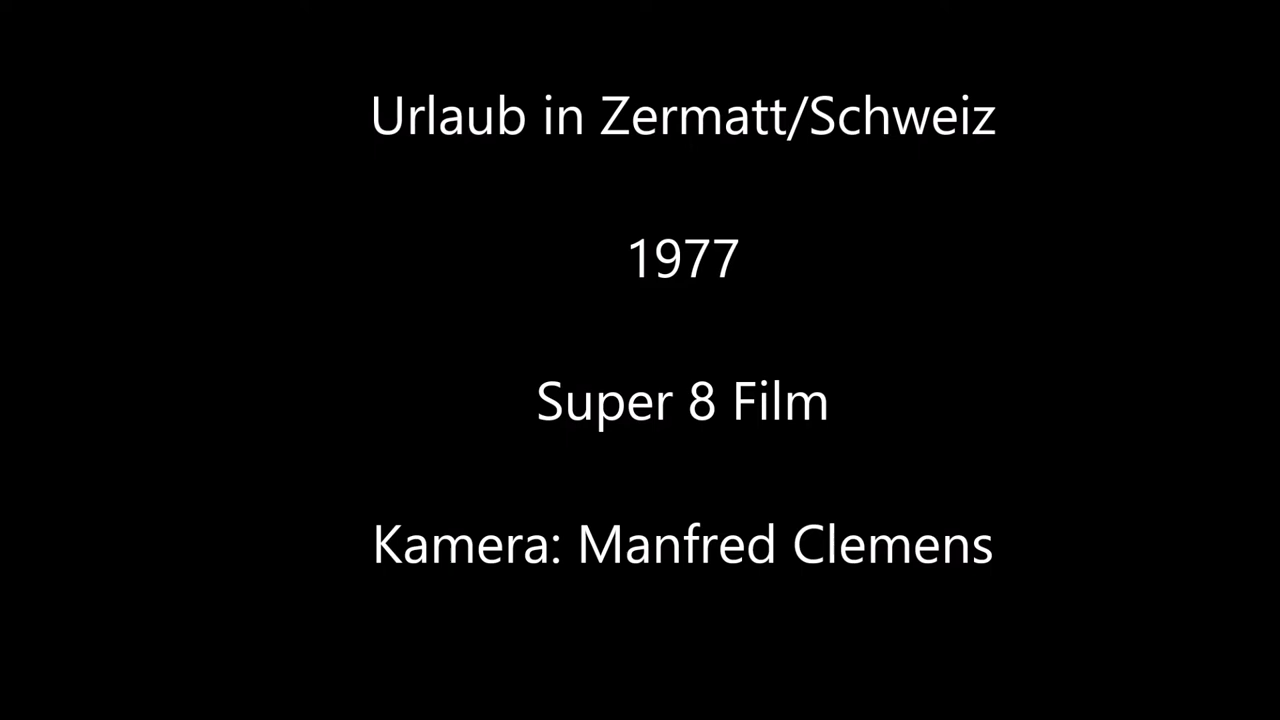 Urlaub in Zermatt/Schweiz
1977
Super 8 Film
Kamera: Manfred Clemens